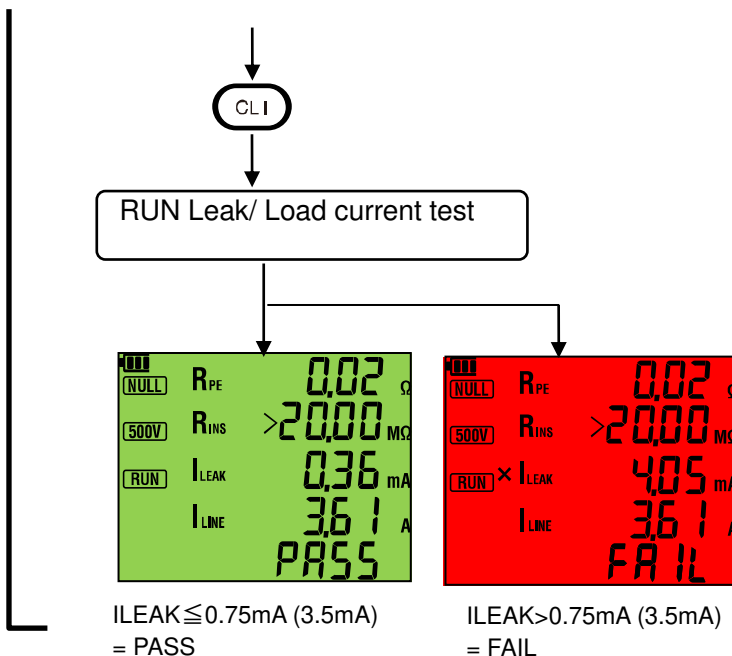 CLI
RUN Leak/ Load current test
NULL RPE 0.02 Ω
500V RINS >20.00 MΩ
RUN ILEAK 0.36 mA
ILINE 3.61 A
PASS
ILEAK≦0.75mA (3.5mA)
= PASS
NULL RPE 0.02 Ω
500V RINS >20.00 MΩ
RUN × ILEAK 4.05 mA
ILINE 3.61 A
FAIL
ILEAK>0.75mA (3.5mA)
= FAIL